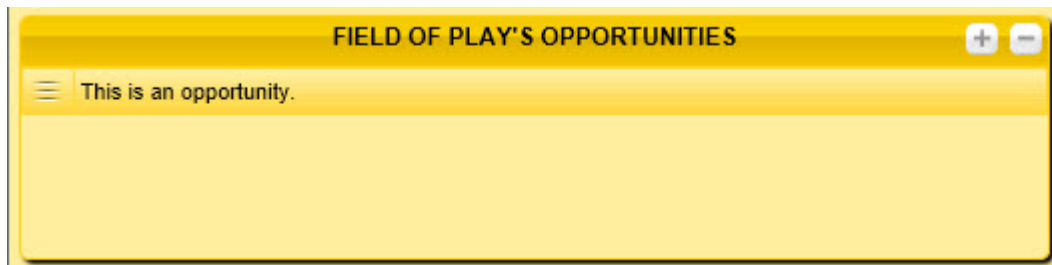 FIELD OF PLAY'S OPPORTUNITIES
This is an opportunity.